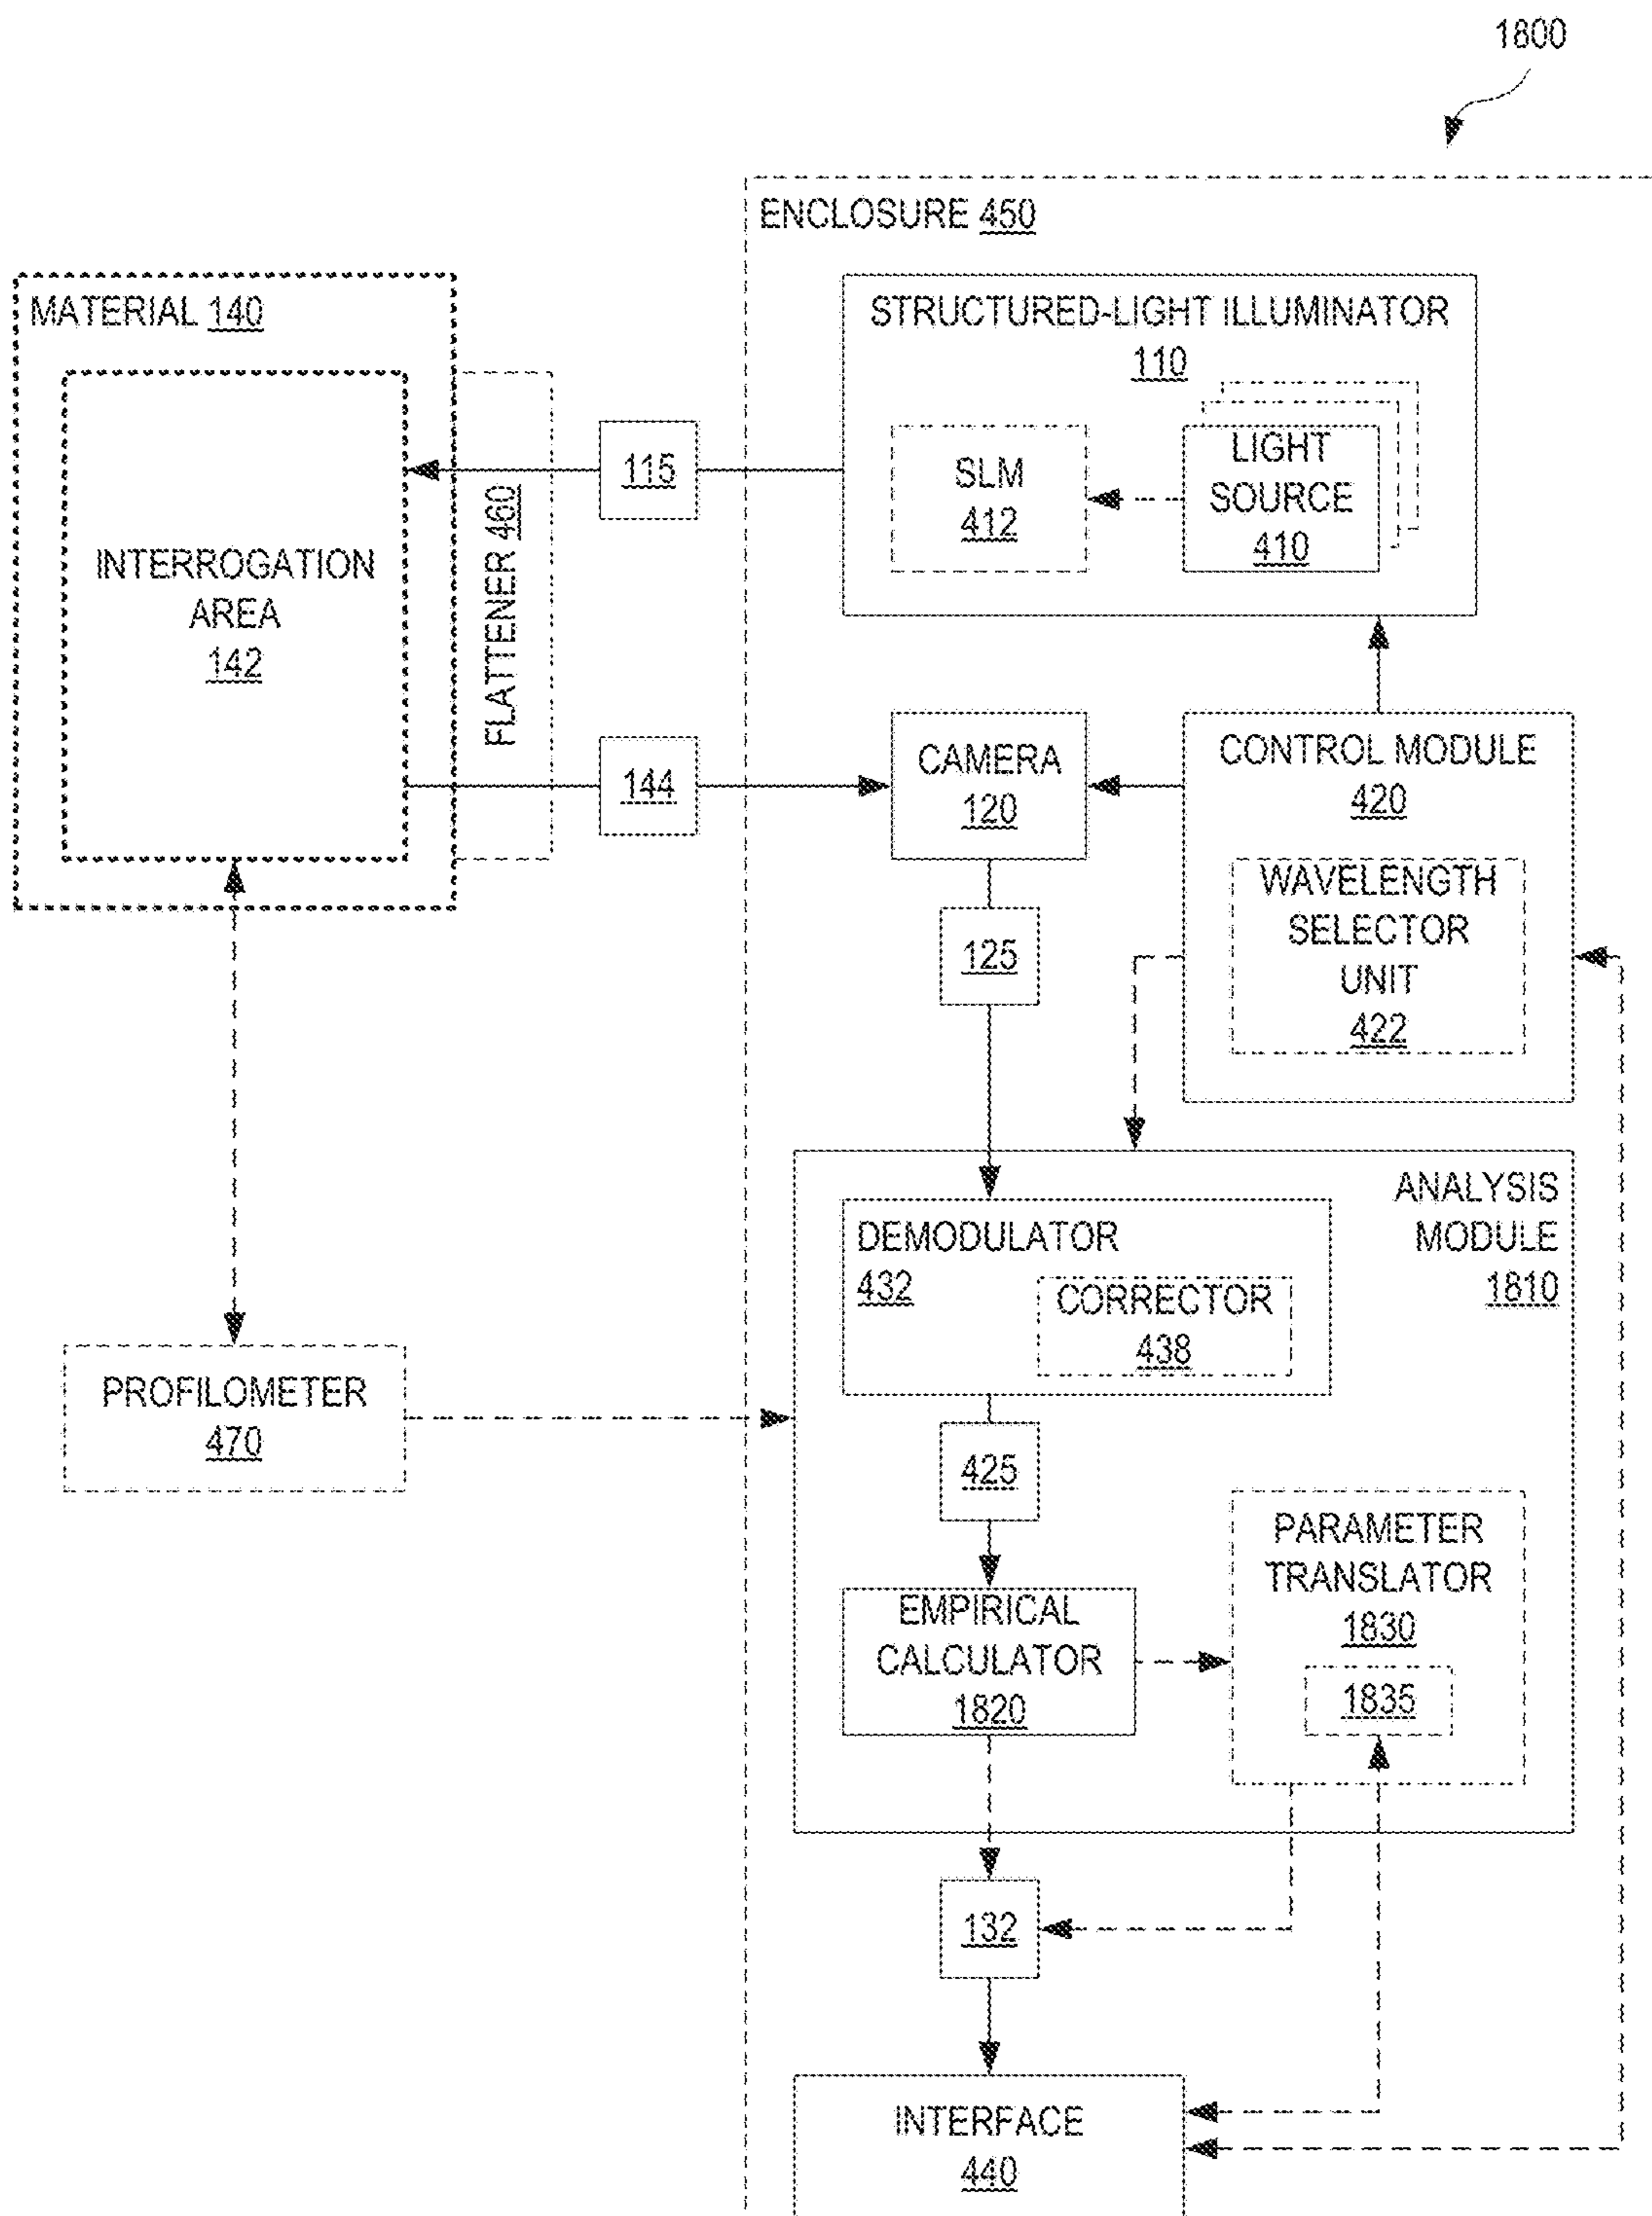 1800
ENCLOSURE 450
MATERIAL 140
STRUCTURED-LIGHT ILLUMINATOR
110
LIGHT
SOURCE
410
SLM
412
115
INTERROGATION
AREA
142
FLATTENER 460
144
CAMERA
120
CONTROL MODULE
420
WAVELENGTH
SELECTOR
UNIT
422
125
ANALYSIS
MODULE
1810
DEMODULATOR
432
CORRECTOR
438
PROFILOMETER
470
425
PARAMETER
TRANSLATOR
1830
1835
EMPIRICAL
CALCULATOR
1820
132
INTERFACE
440